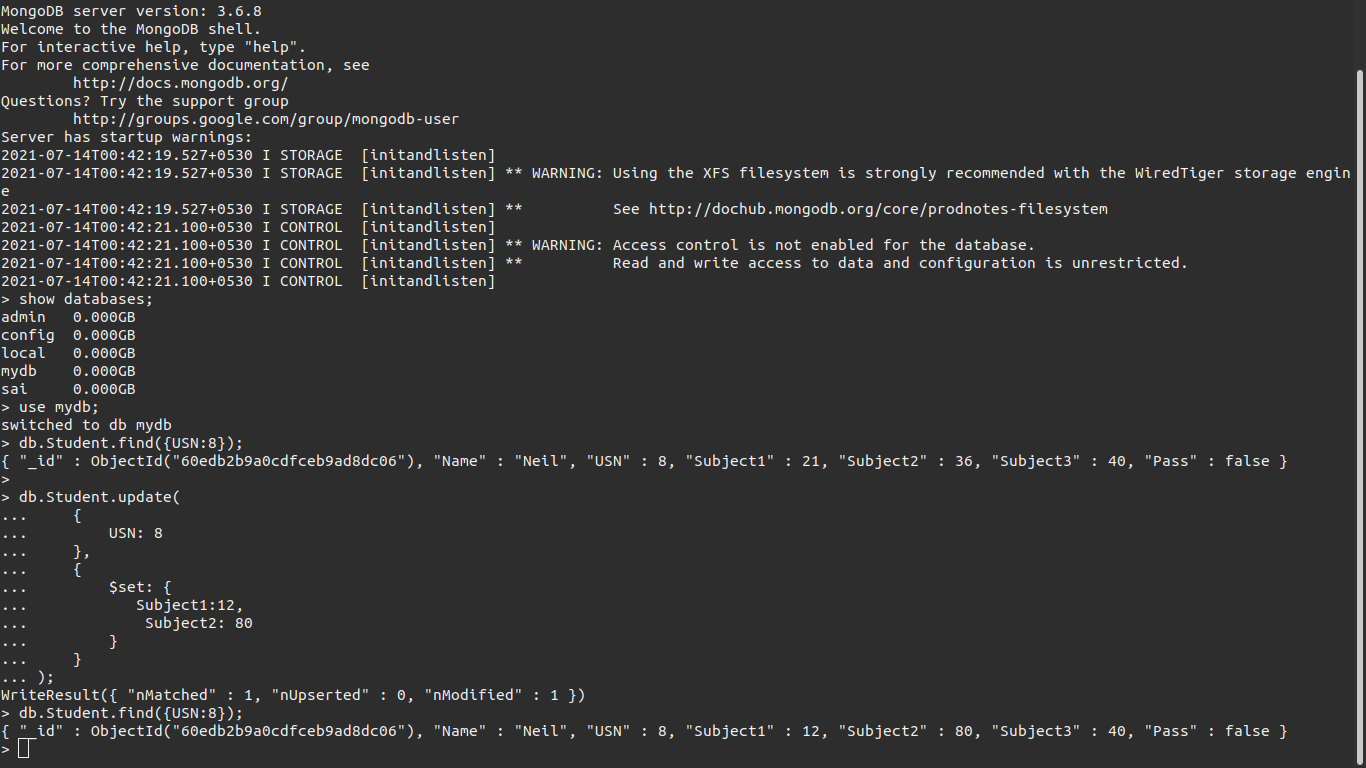 MongoDB server version: 3.6.8
Welcome to the MongoDB shell.
For interactive help, type "help".
For more comprehensive documentation, see
        http://docs.mongodb.org/
Questions? Try the support group
        http://groups.google.com/group/mongodb-user
Server has startup warnings:
2021-07-14T00:42:19.527+0530 I STORAGE  [initandlisten]
2021-07-14T00:42:19.527+0530 I STORAGE  [initandlisten] ** WARNING: Using the XFS filesystem is strongly recommended with the WiredTiger storage engin
e
2021-07-14T00:42:19.527+0530 I STORAGE  [initandlisten] **          See http://dochub.mongodb.org/core/prodnotes-filesystem
2021-07-14T00:42:21.100+0530 I CONTROL  [initandlisten]
2021-07-14T00:42:21.100+0530 I CONTROL  [initandlisten] ** WARNING: Access control is not enabled for the database.
2021-07-14T00:42:21.100+0530 I CONTROL  [initandlisten] **          Read and write access to data and configuration is unrestricted.
2021-07-14T00:42:21.100+0530 I CONTROL  [initandlisten]
> show databases;
admin   0.000GB
config  0.000GB
local   0.000GB
mydb    0.000GB
sai     0.000GB
> use mydb;
switched to db mydb
> db.Student.find({USN:8});
{ "_id" : ObjectId("60edb2b9a0cdfceb9ad8dc06"), "Name" : "Neil", "USN" : 8, "Subject1" : 21, "Subject2" : 36, "Subject3" : 40, "Pass" : false }
>
> db.Student.update(
...     {
...         USN: 8
...     },
...     {
...         $set: {
...            Subject1:12,
...             Subject2: 80
...         }
...     }
... );
WriteResult({ "nMatched" : 1, "nUpserted" : 0, "nModified" : 1 })
> db.Student.find({USN:8});
{ "_id" : ObjectId("60edb2b9a0cdfceb9ad8dc06"), "Name" : "Neil", "USN" : 8, "Subject1" : 12, "Subject2" : 80, "Subject3" : 40, "Pass" : false }
>